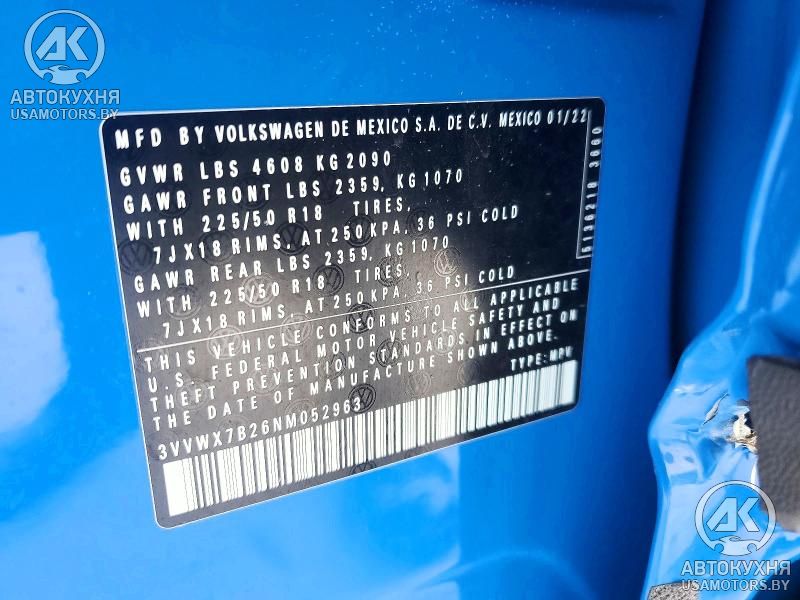 АК
АВТОКУХНЯ
USAMOTORS.BY
MFD BY VOLKSWAGEN DE MEXICO S.A. DE C.V. MEXICO 01/22
GVWR LBS 4608 KG 2090
GAWR FRONT LBS 2359, KG 1070
WITH 225/50 R18 TIRES,
7JX18 RIMS, AT 250 KPA, 36 PSI COLD
GAWR REAR LBS 2359, KG 1070
WITH 225/50 R18 TIRES,
7JX18 RIMS, AT 250 KPA, 36 PSI COLD
THIS VEHICLE CONFORMS TO ALL APPLICABLE
U.S. FEDERAL MOTOR VEHICLE SAFETY AND
THEFT PREVENTION STANDARDS IN EFFECT ON
THE DATE OF MANUFACTURE SHOWN ABOVE.
TYPE: MPV
3VVWX7B26NM052963
6130218 3660
АК
АВТОКУХНЯ
USAMOTORS.BY